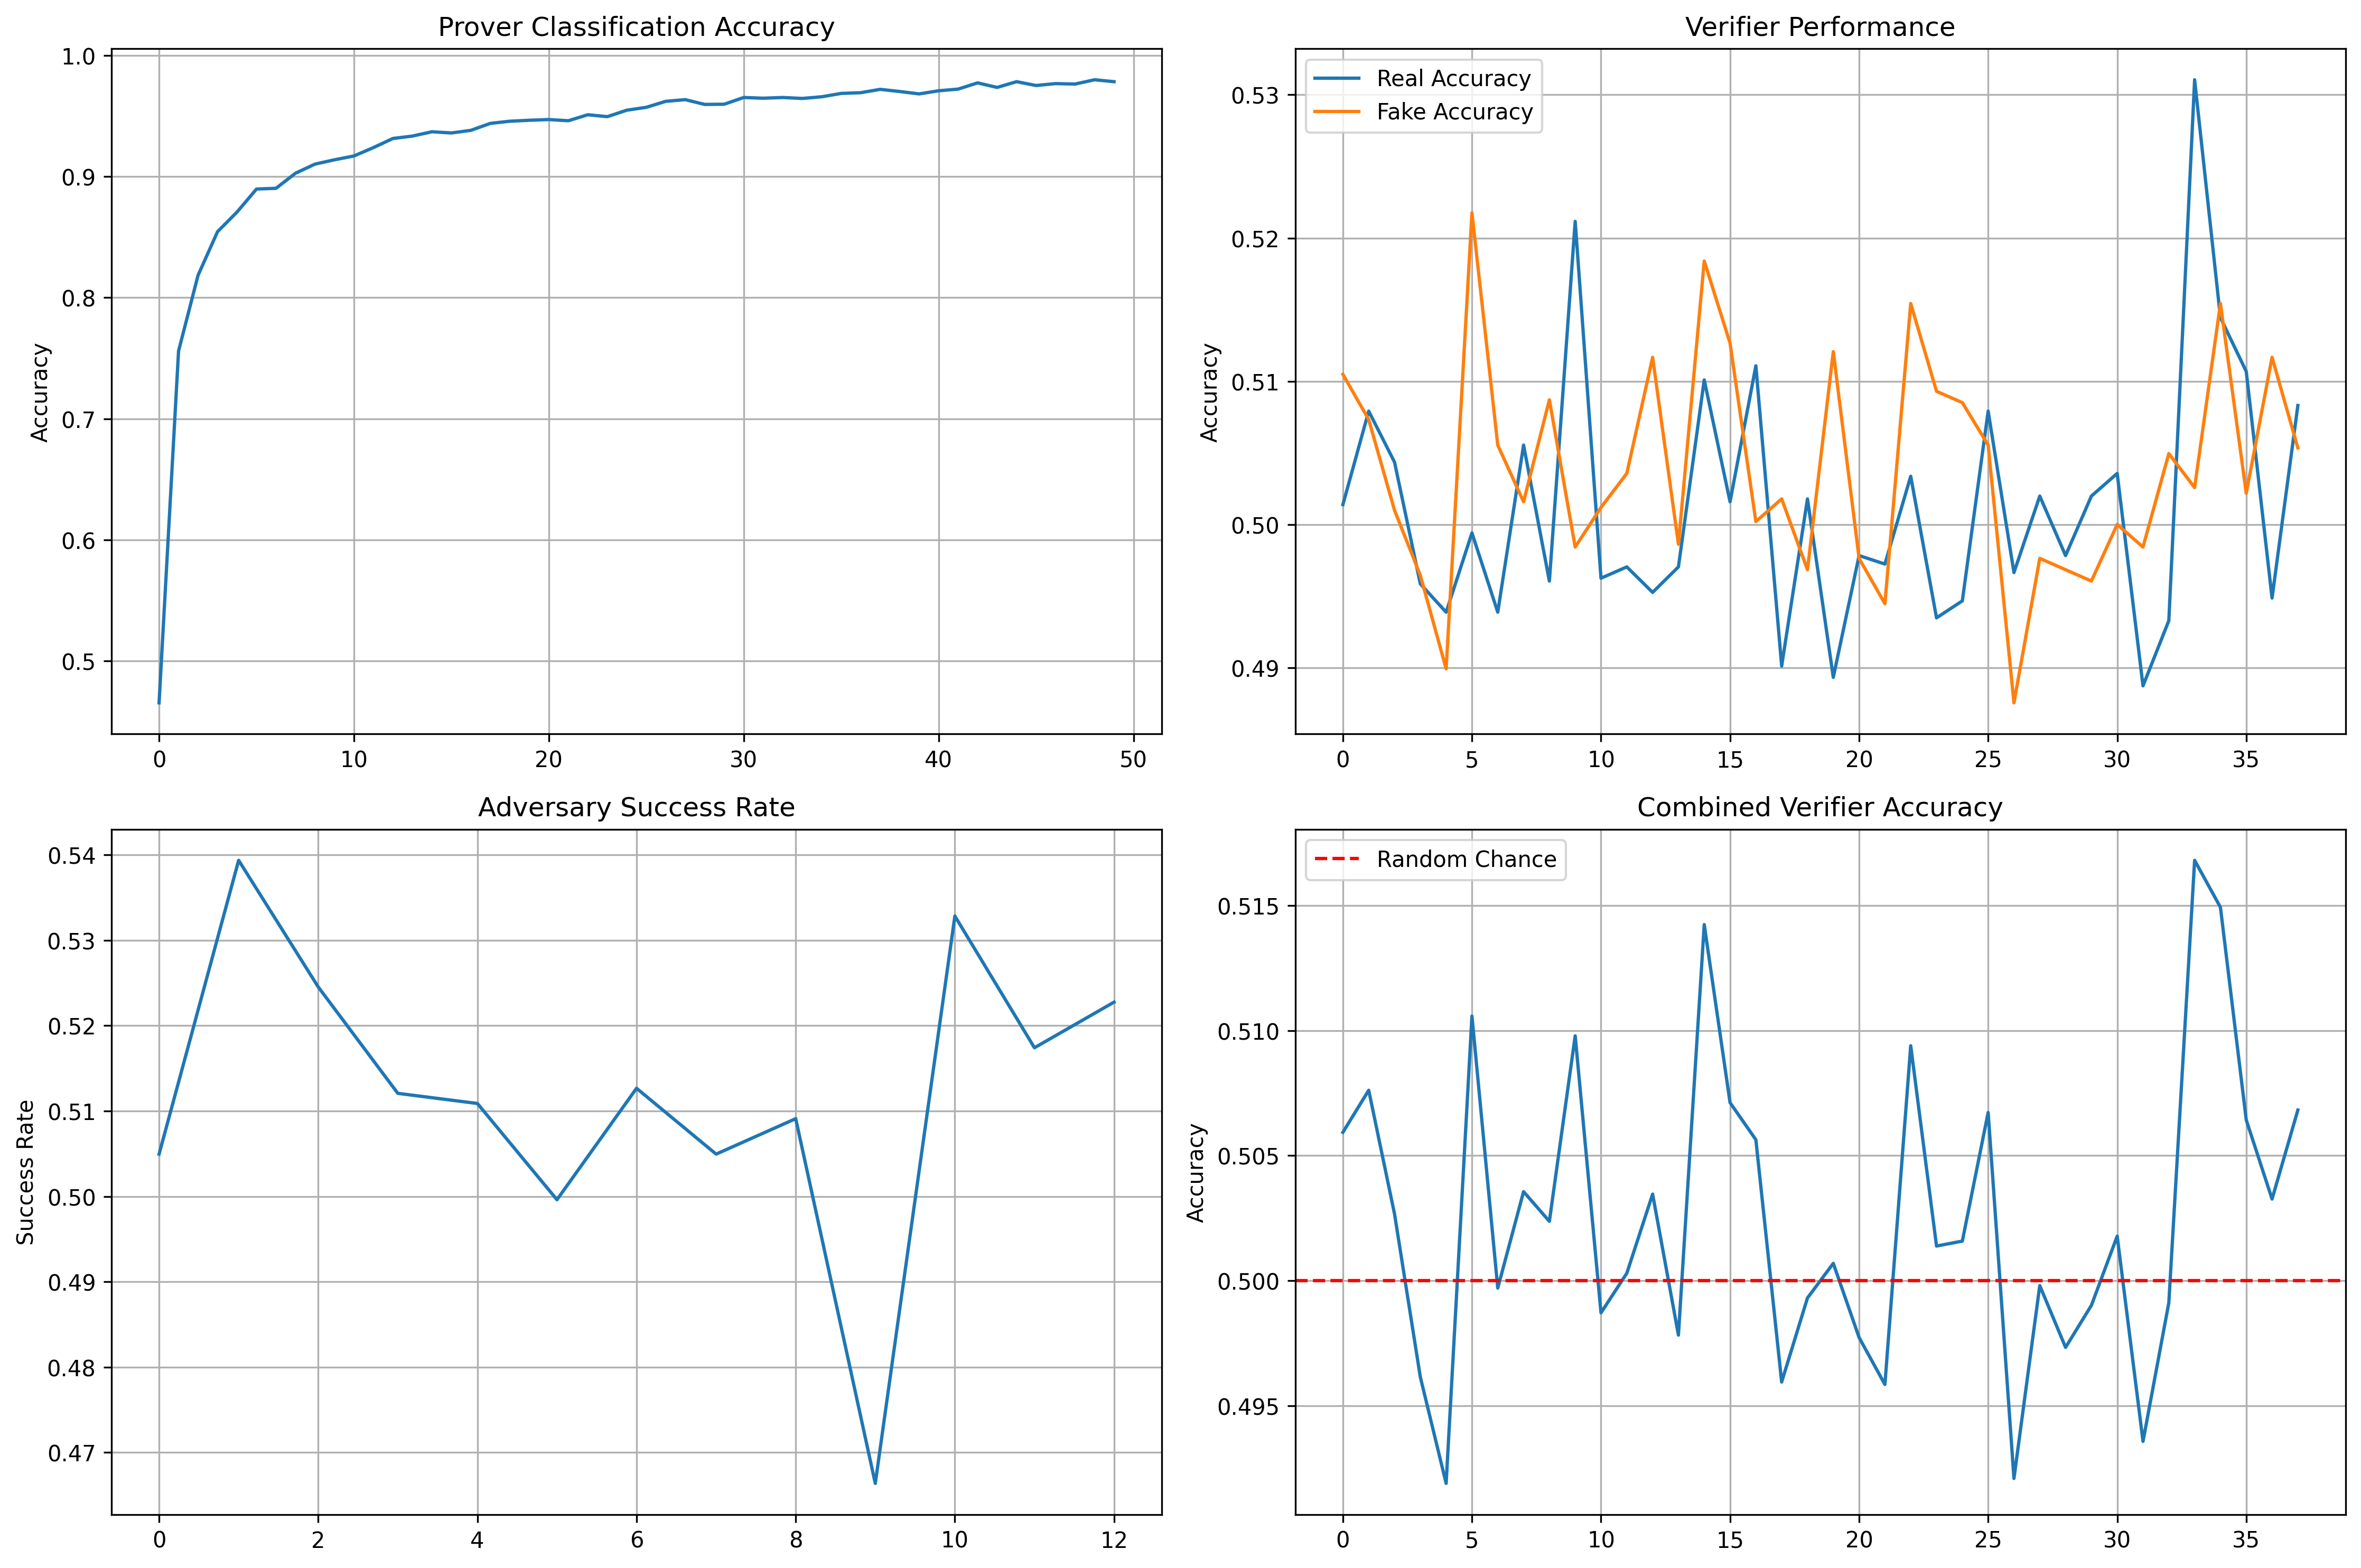 Prover Classification Accuracy
Accuracy
1.0
0.9
0.8
0.7
0.6
0.5
0 10 20 30 40 50
Verifier Performance
Real Accuracy
Fake Accuracy
Accuracy
0.53
0.52
0.51
0.50
0.49
0 5 10 15 20 25 30 35
Adversary Success Rate
Success Rate
0.54
0.53
0.52
0.51
0.50
0.49
0.48
0.47
0 2 4 6 8 10 12
Combined Verifier Accuracy
Random Chance
Accuracy
0.515
0.510
0.505
0.500
0.495
0 5 10 15 20 25 30 35